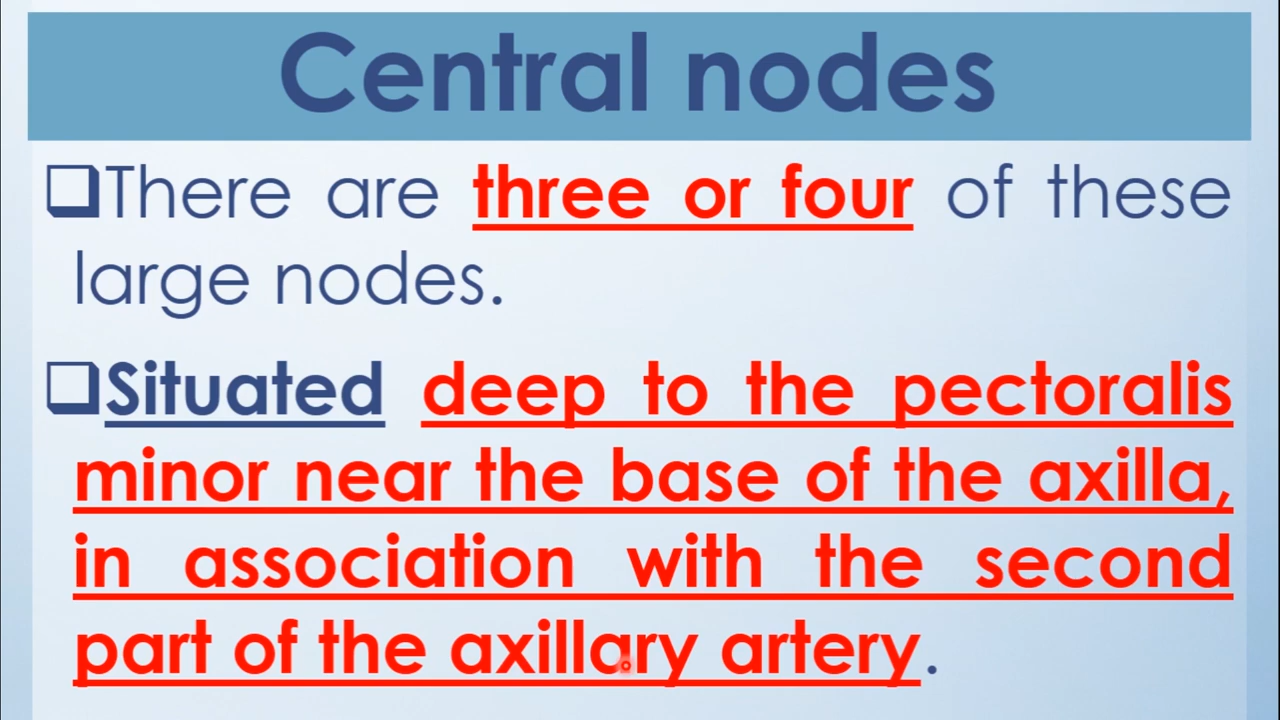 Central nodes
❑There are three or four of these
large nodes.
❑Situated deep to the pectoralis
minor near the base of the axilla,
in association with the second
part of the axillary artery.